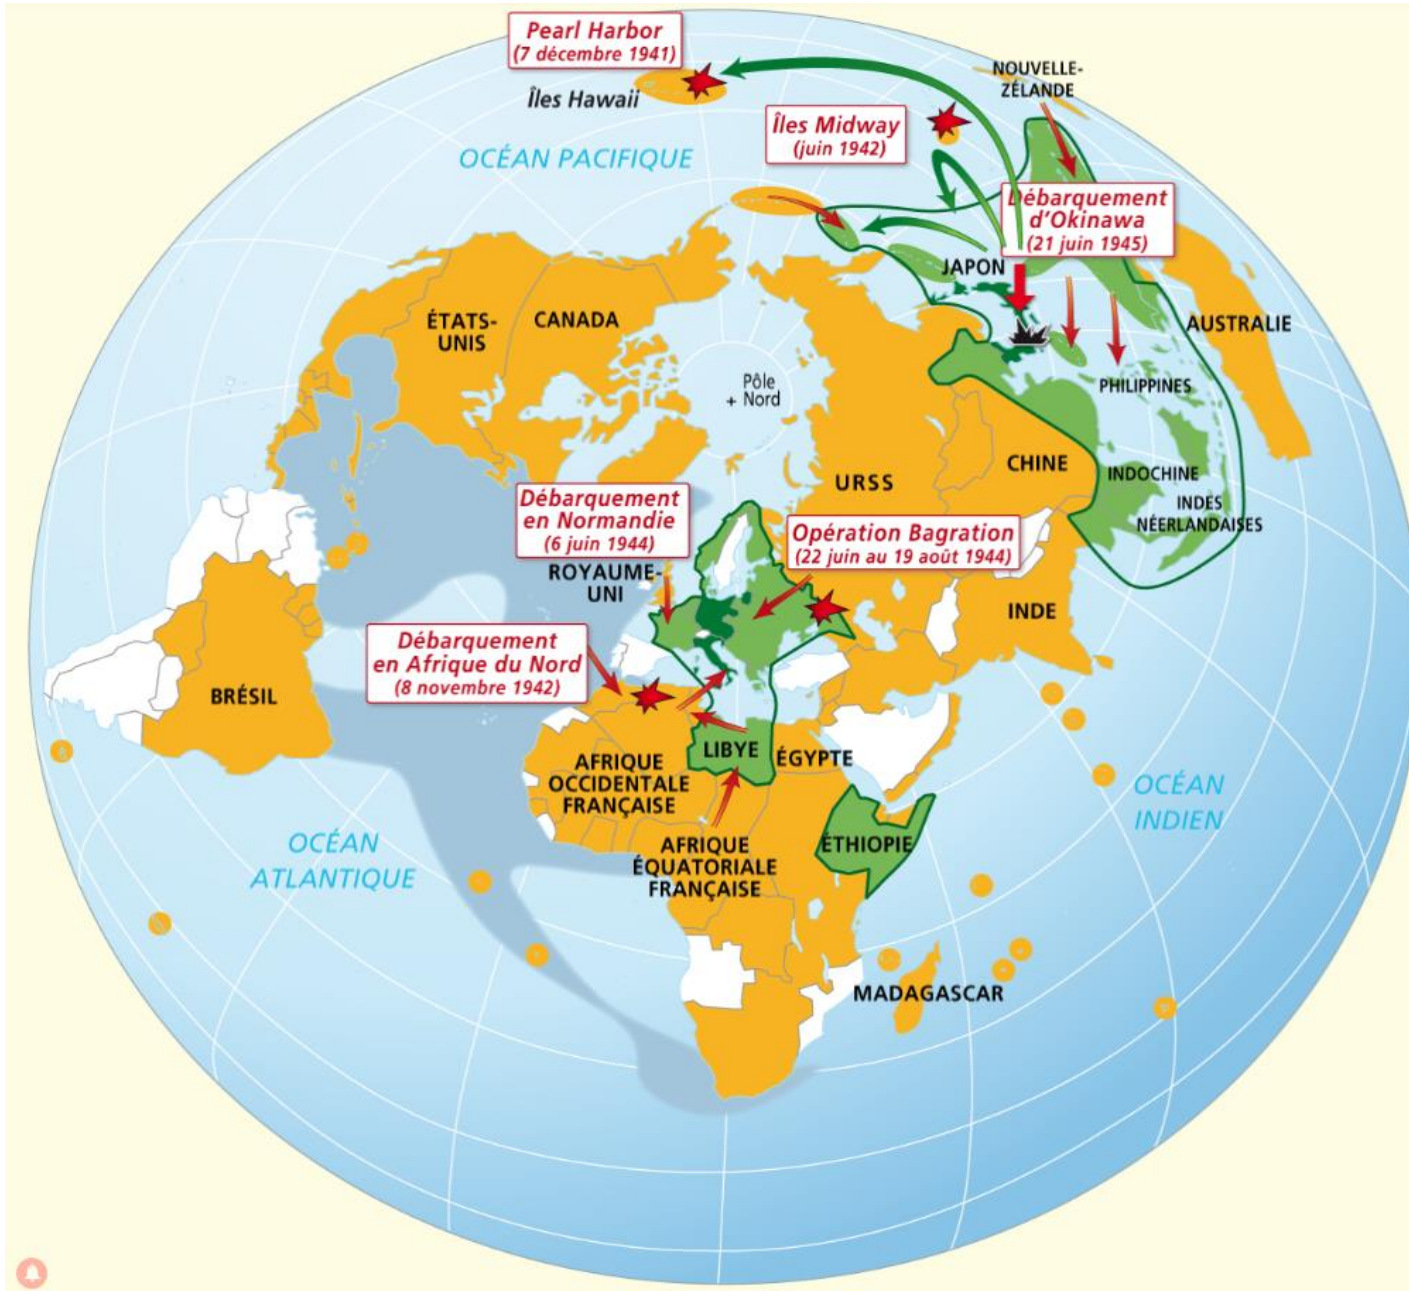 Pearl Harbor
(7 décembre 1941)
Îles Hawaii
NOUVELLE-
ZÉLANDE
Îles Midway
(juin 1942)
OCÉAN PACIFIQUE
Débarquement
d'Okinawa
(21 juin 1945)
JAPON
ÉTATS-
UNIS
CANADA
AUSTRALIE
Pôle
+ Nord
PHILIPPINES
CHINE
URSS
INDOCHINE
INDES
NÉERLANDAISES
Débarquement
en Normandie
(6 juin 1944)
Opération Bagration
(22 juin au 19 août 1944)
ROYAUME-
UNI
INDE
Débarquement
en Afrique du Nord
(8 novembre 1942)
BRÉSIL
LIBYE
ÉGYPTE
AFRIQUE
OCCIDENTALE
FRANÇAISE
OCÉAN
INDIEN
OCÉAN
ATLANTIQUE
AFRIQUE
ÉQUATORIALE
FRANÇAISE
ÉTHIOPIE
MADAGASCAR